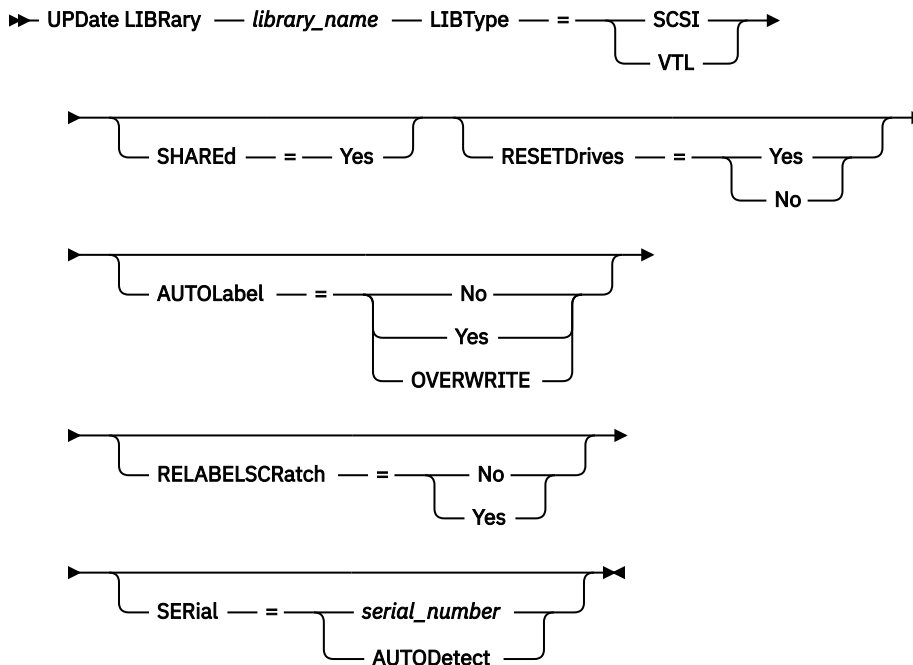 UPDate LIBRary library_name LIBType = SCSI
VTL
SHAREd = Yes RESETDrives = Yes
No
AUTOLabel = No
Yes
OVERWRITE
RELABELSCRatch = No
Yes
SERial = serial_number
AUTODetect